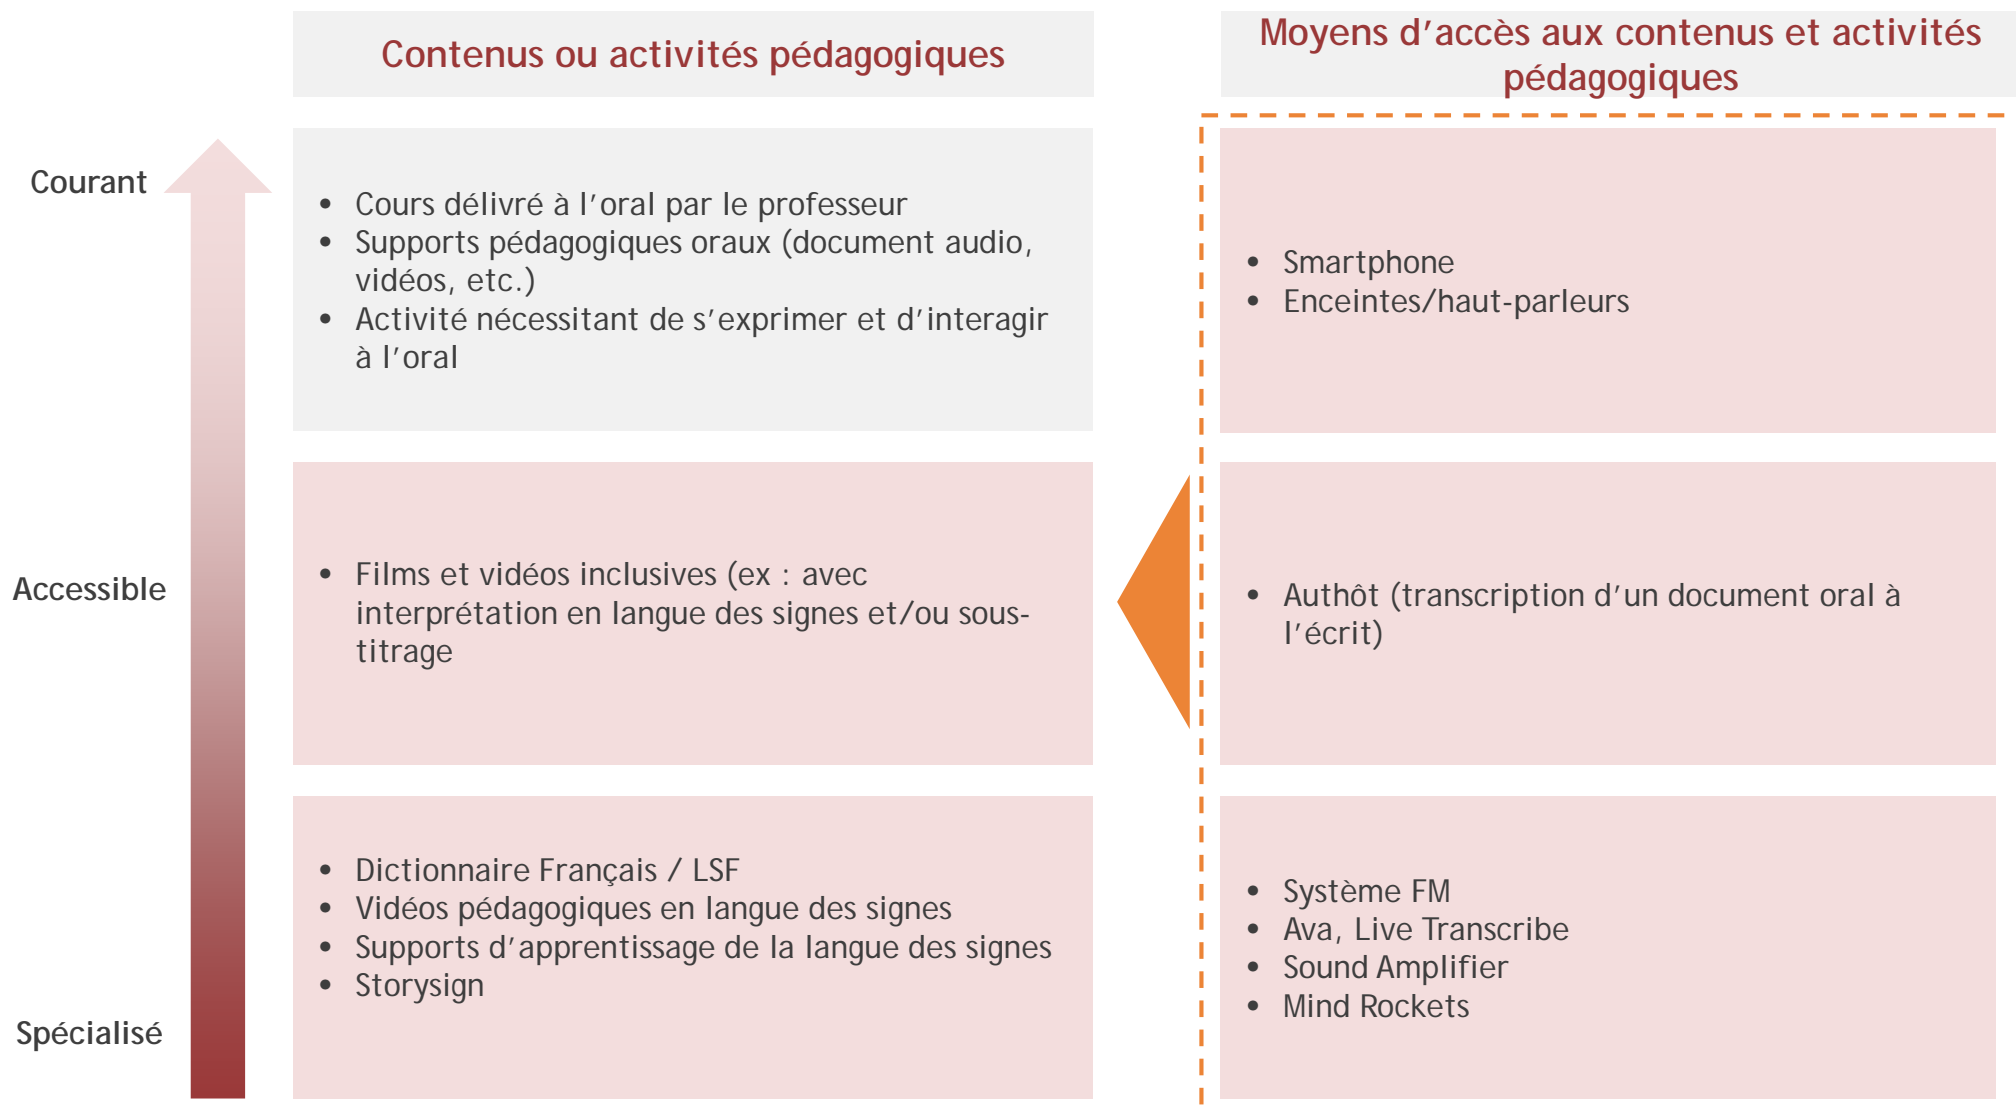 Contenus ou activités pédagogiques
Moyens d’accès aux contenus et activités
pédagogiques
Courant
• Cours délivré à l’oral par le professeur
• Supports pédagogiques oraux (document audio,
vidéos, etc.)
• Activité nécessitant de s’exprimer et d’interagir
à l’oral
• Smartphone
• Enceintes/haut-parleurs
Accessible
• Films et vidéos inclusives (ex : avec
interprétation en langue des signes et/ou sous-
titrage
• Authôt (transcription d’un document oral à
l’écrit)
Spécialisé
• Dictionnaire Français / LSF
• Vidéos pédagogiques en langue des signes
• Supports d’apprentissage de la langue des signes
• Storysign
• Système FM
• Ava, Live Transcribe
• Sound Amplifier
• Mind Rockets